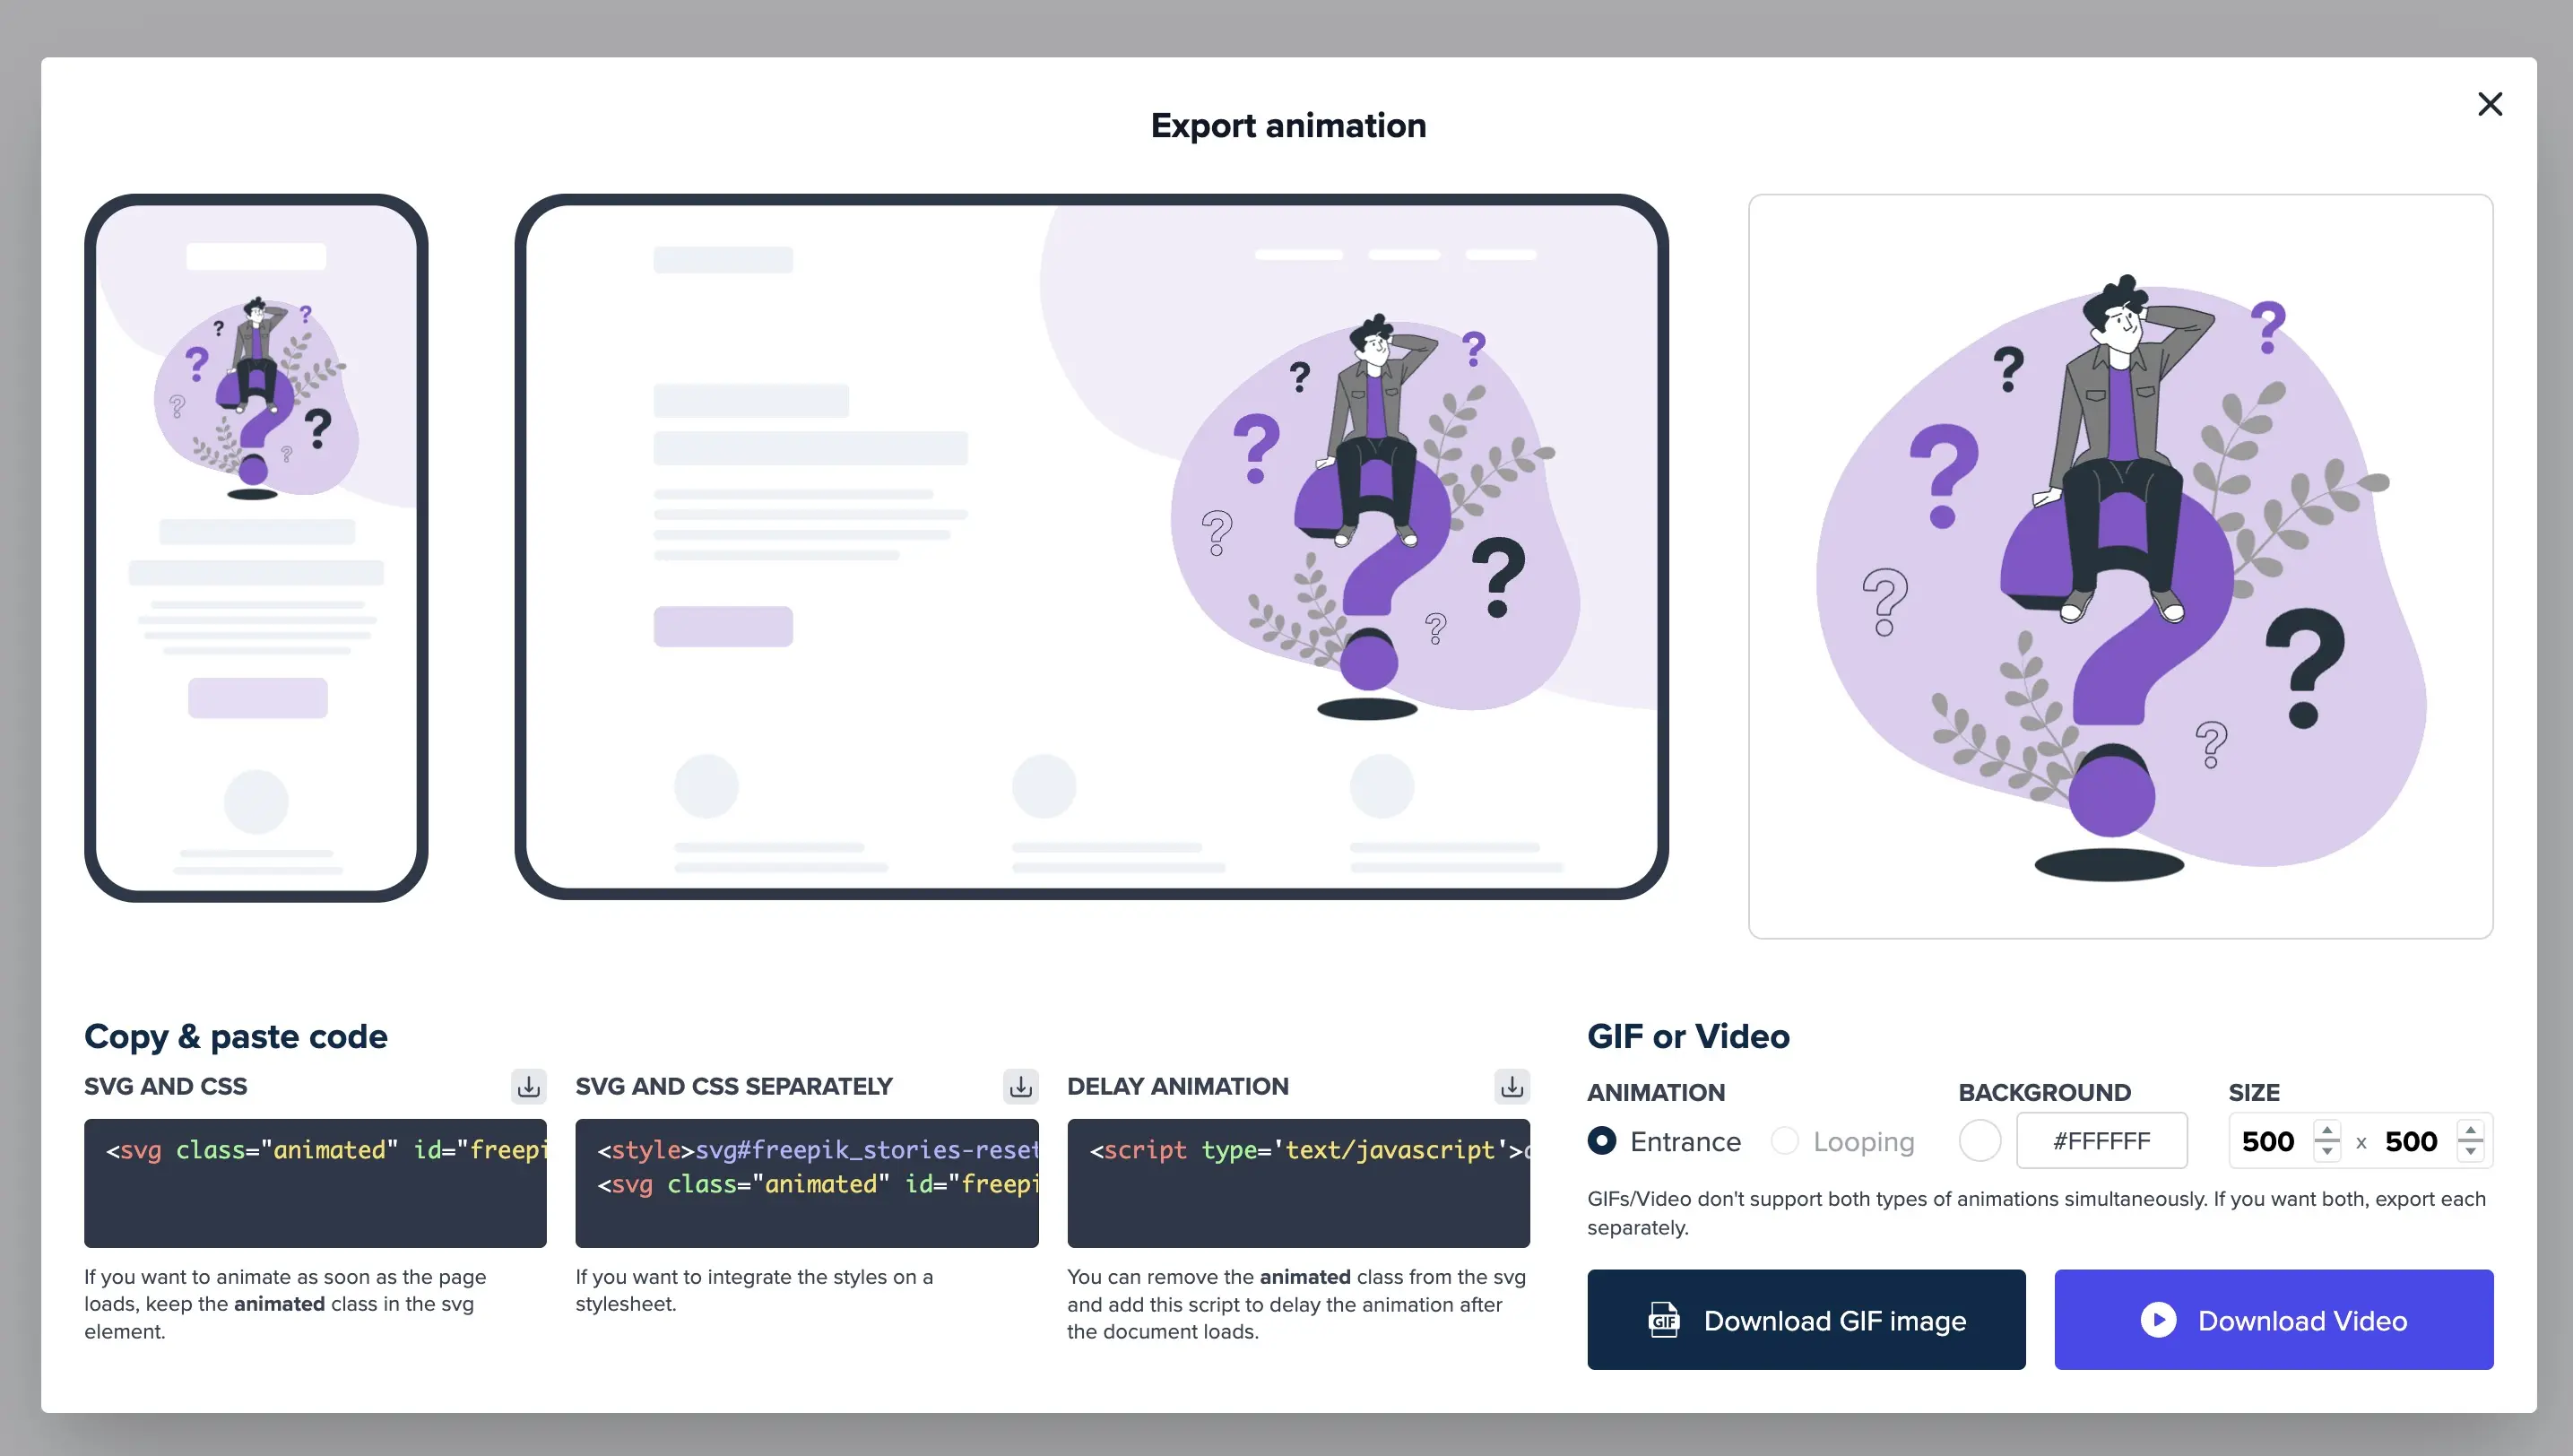 Export animation
Copy & paste code
SVG AND CSS
<svg class="animated" id="freepi
If you want to animate as soon as the page
loads, keep the animated class in the svg
element.
SVG AND CSS SEPARATELY
<style>svg#freepik_stories-reset
<svg class="animated" id="freepi
If you want to integrate the styles on a
stylesheet.
DELAY ANIMATION
<script type='text/javascript'>
You can remove the animated class from the svg
and add this script to delay the animation after
the document loads.
GIF or Video
ANIMATION
Entrance
Looping
BACKGROUND
#FFFFFF
SIZE
500 x 500
GIFs/Video don't support both types of animations simultaneously. If you want both, export each
separately.
GIF
Download GIF image
Download Video